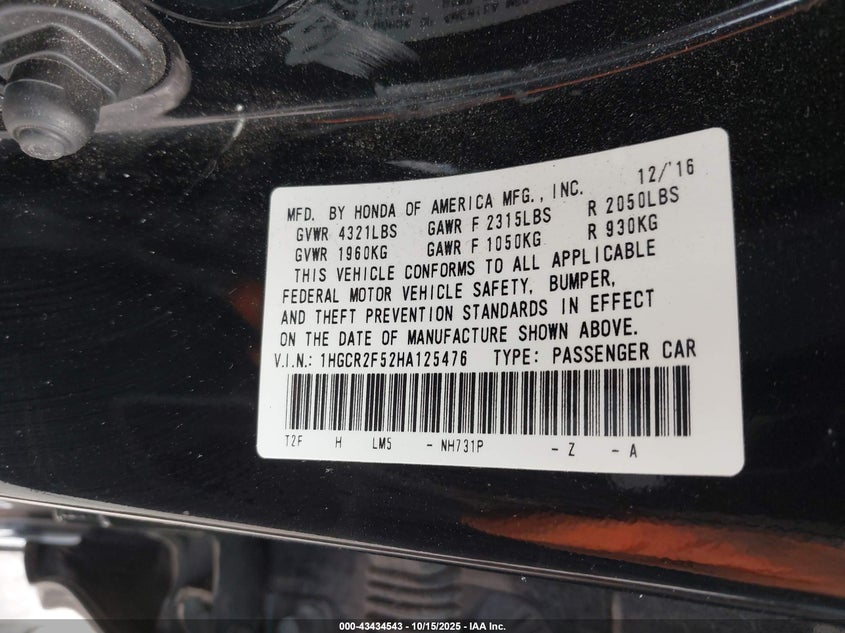 12/'16
MFD. BY HONDA OF AMERICA MFG., INC.
GVWR 4321LBS GAWR F 2315LBS R 2050LBS
GVWR 1960KG GAWR F 1050KG R 930KG
THIS VEHICLE CONFORMS TO ALL APPLICABLE
FEDERAL MOTOR VEHICLE SAFETY, BUMPER,
AND THEFT PREVENTION STANDARDS IN EFFECT
ON THE DATE OF MANUFACTURE SHOWN ABOVE.
V.I.N.: 1HGCR2F52HA125476 TYPE: PASSENGER CAR
T2F H LM5 - NH731P - Z - A
000-43434543 | 10/15/2025 - IAA Inc.